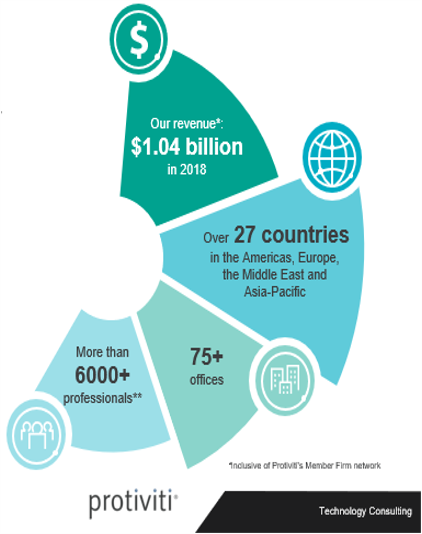 $
Our revenue*:
$1.04 billion
in 2018
Over 27 countries
in the Americas, Europe,
the Middle East and
Asia-Pacific
75+
offices
More than
6000+
professionals**
*Inclusive of Protiviti's Member Firm network
protiviti®
Technology Consulting